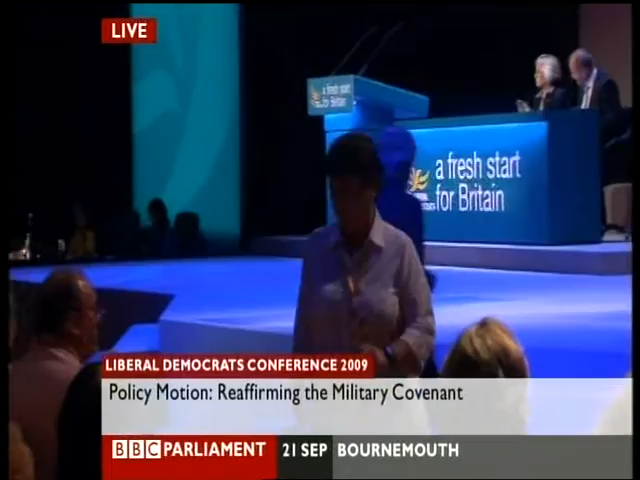 LIVE
a fresh start
for Britain
a fresh start
for Britain
LIBERAL DEMOCRATS CONFERENCE 2009
Policy Motion: Reaffirming the Military Covenant
BBC PARLIAMENT 21 SEP BOURNEMOUTH